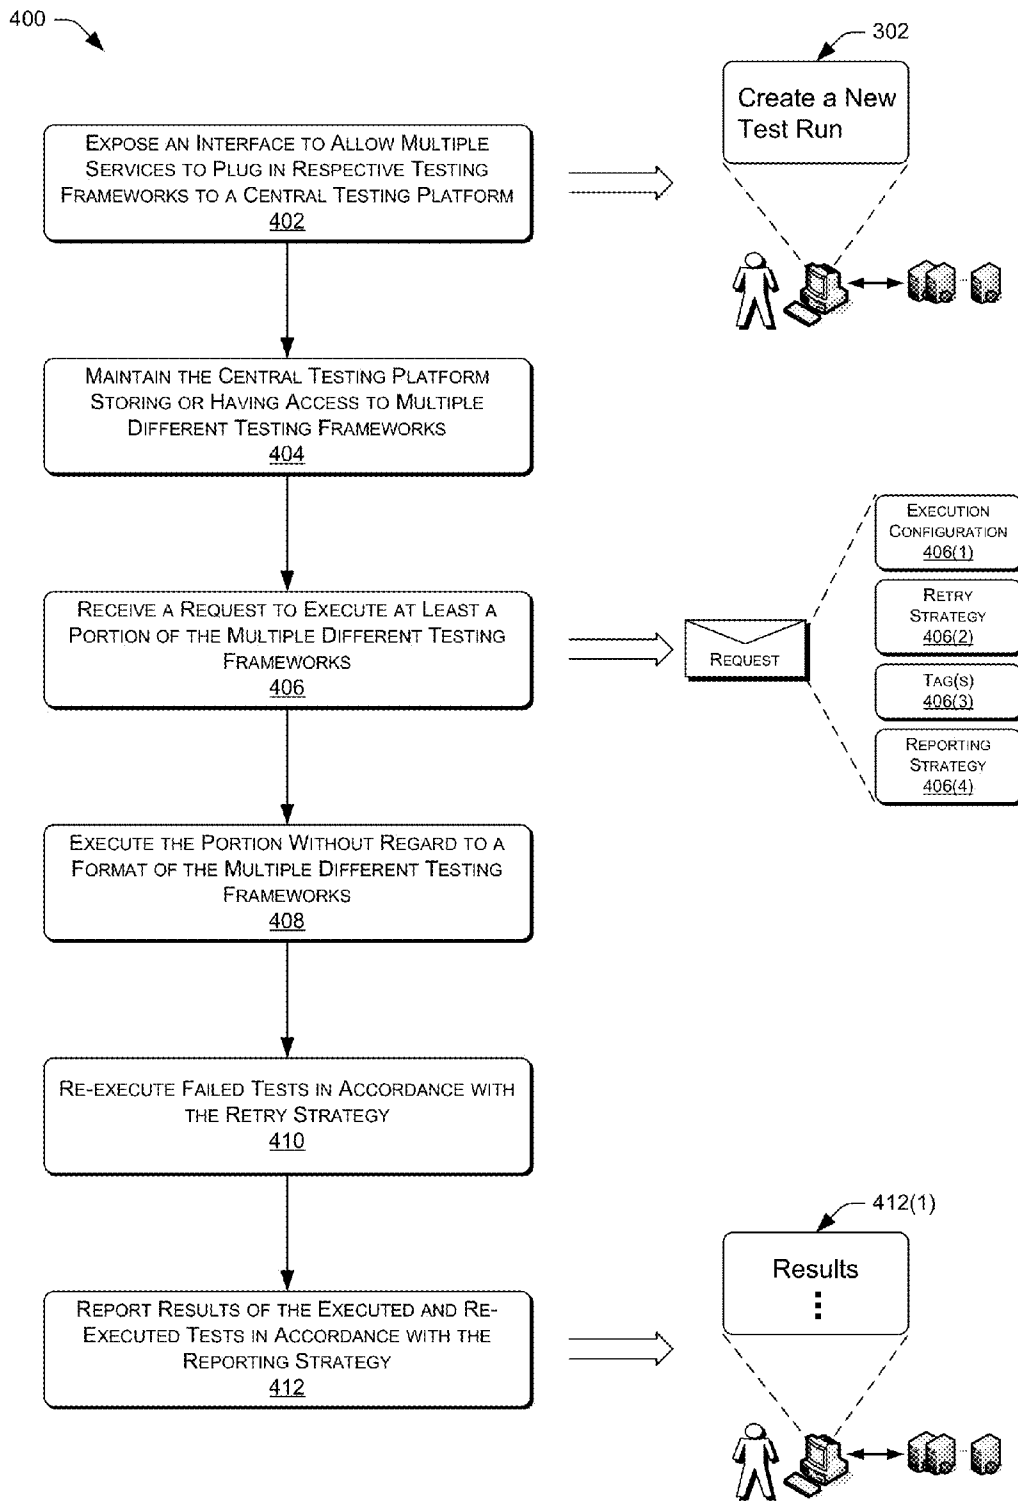 400
302
Create a New
Test Run
EXPOSE AN INTERFACE TO ALLOW MULTIPLE
SERVICES TO PLUG IN RESPECTIVE TESTING
FRAMEWORKS TO A CENTRAL TESTING PLATFORM
402
MAINTAIN THE CENTRAL TESTING PLATFORM
STORING OR HAVING ACCESS TO MULTIPLE
DIFFERENT TESTING FRAMEWORKS
404
RECEIVE A REQUEST TO EXECUTE AT LEAST A
PORTION OF THE MULTIPLE DIFFERENT TESTING
FRAMEWORKS
406
REQUEST
EXECUTION
CONFIGURATION
406(1)
RETRY
STRATEGY
406(2)
TAG(S)
406(3)
REPORTING
STRATEGY
406(4)
EXECUTE THE PORTION WITHOUT REGARD TO A
FORMAT OF THE MULTIPLE DIFFERENT TESTING
FRAMEWORKS
408
RE-EXECUTE FAILED TESTS IN ACCORDANCE WITH
THE RETRY STRATEGY
410
REPORT RESULTS OF THE EXECUTED AND RE-
EXECUTED TESTS IN ACCORDANCE WITH THE
REPORTING STRATEGY
412
412(1)
Results